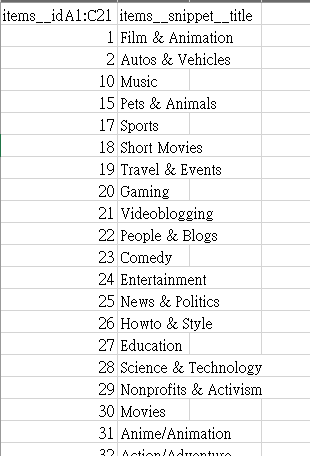 items__idA1:C21 items__snippet__title
1 Film & Animation
2 Autos & Vehicles
10 Music
15 Pets & Animals
17 Sports
18 Short Movies
19 Travel & Events
20 Gaming
21 Videoblogging
22 People & Blogs
23 Comedy
24 Entertainment
25 News & Politics
26 Howto & Style
27 Education
28 Science & Technology
29 Nonprofits & Activism
30 Movies
31 Anime/Animation
32 Action/Adventure